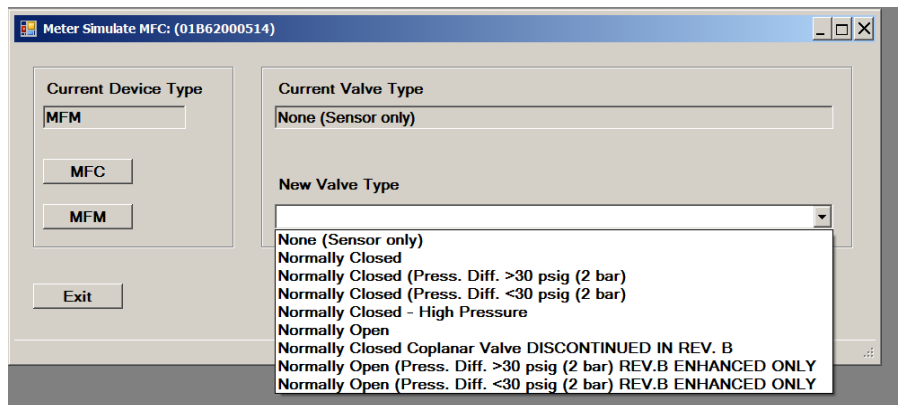 Meter Simulate MFC: (01B62000514)
Current Device Type
MFM
MFC
MFM
Exit
Current Valve Type
None (Sensor only)
New Valve Type
None (Sensor only)
Normally Closed
Normally Closed (Press. Diff. >30 psig (2 bar)
Normally Closed (Press. Diff. <30 psig (2 bar)
Normally Closed - High Pressure
Normally Open
Normally Closed Coplanar Valve DISCONTINUED IN REV. B
Normally Open (Press. Diff. >30 psig (2 bar) REV.B ENHANCED ONLY
Normally Open (Press. Diff. <30 psig (2 bar) REV.B ENHANCED ONLY